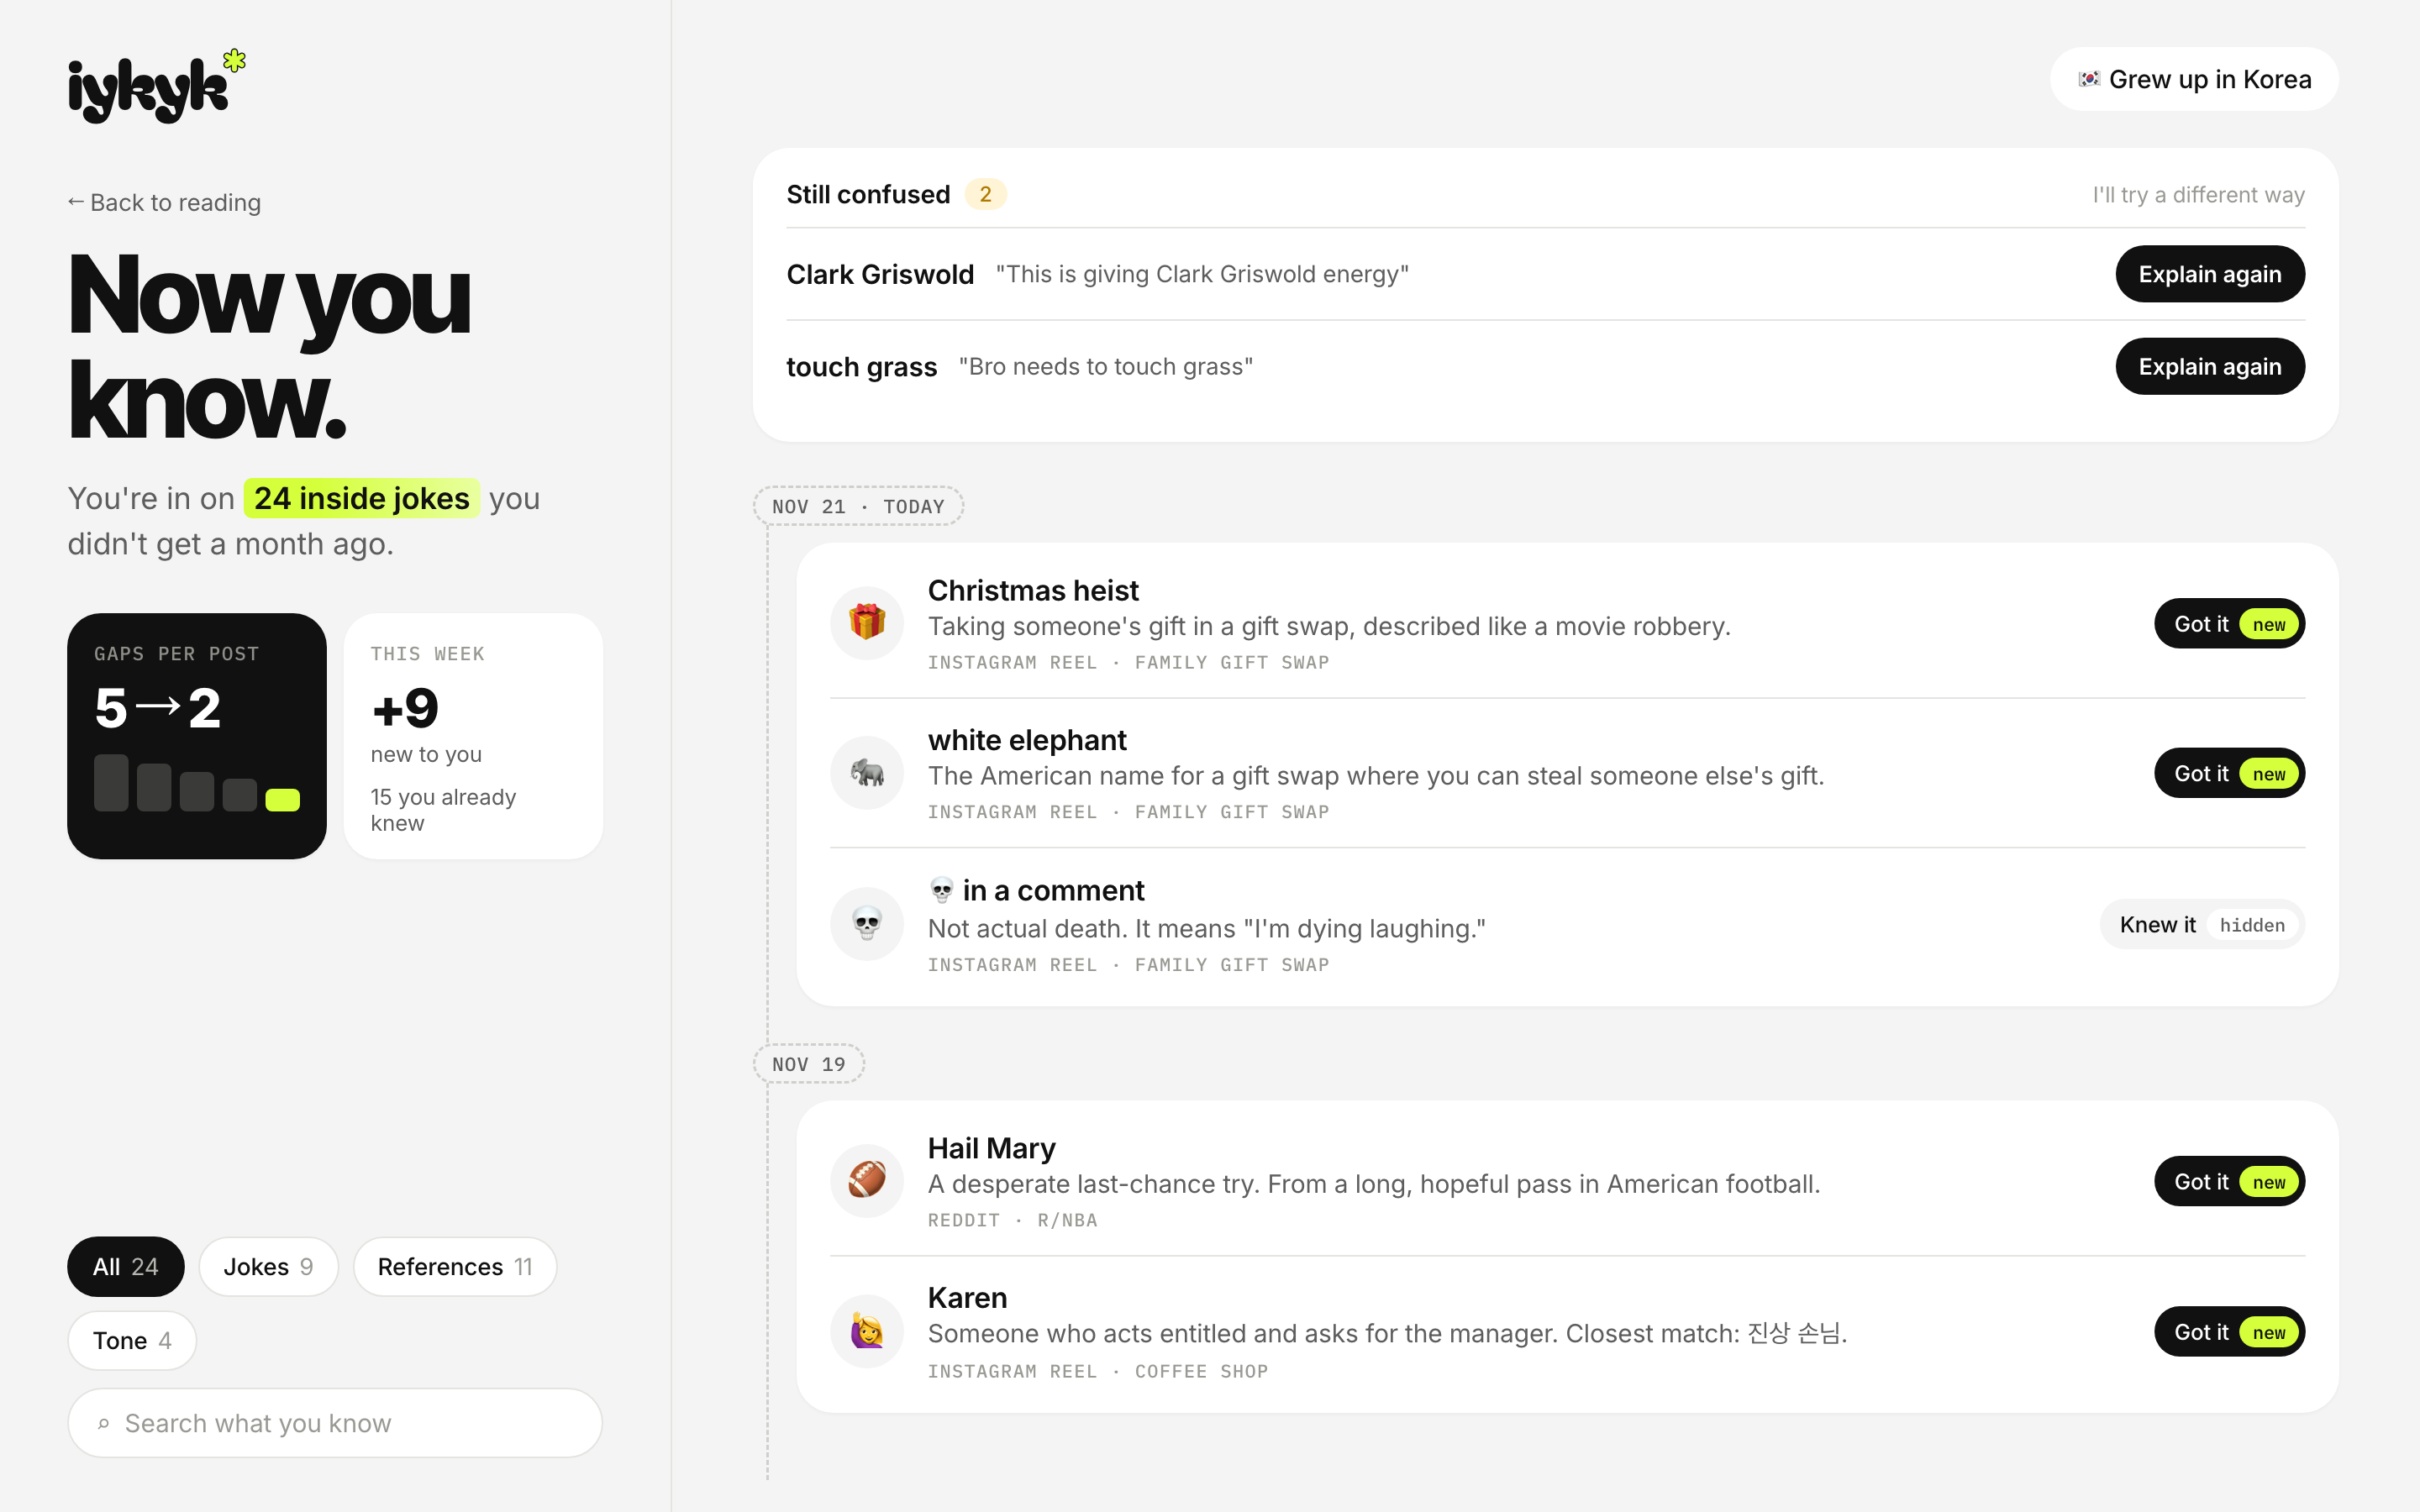 iykyk
← Back to reading
Now you
know.
You're in on 24 inside jokes you
didn't get a month ago.
GAPS PER POST
5→2
THIS WEEK
+9
new to you
15 you already
knew
All 24
Jokes 9
References 11
Tone 4
Search what you know
🇰🇷 Grew up in Korea
Still confused 2
I'll try a different way
Clark Griswold "This is giving Clark Griswold energy"
Explain again
touch grass "Bro needs to touch grass"
Explain again
NOV 21 · TODAY
Christmas heist
Taking someone's gift in a gift swap, described like a movie robbery.
INSTAGRAM REEL · FAMILY GIFT SWAP
Got it new
white elephant
The American name for a gift swap where you can steal someone else's gift.
INSTAGRAM REEL · FAMILY GIFT SWAP
Got it new
💀 in a comment
Not actual death. It means "I'm dying laughing."
INSTAGRAM REEL · FAMILY GIFT SWAP
Knew it hidden
NOV 19
Hail Mary
A desperate last-chance try. From a long, hopeful pass in American football.
REDDIT · R/NBA
Got it new
Karen
Someone who acts entitled and asks for the manager. Closest match: 진상 손님.
INSTAGRAM REEL · COFFEE SHOP
Got it new